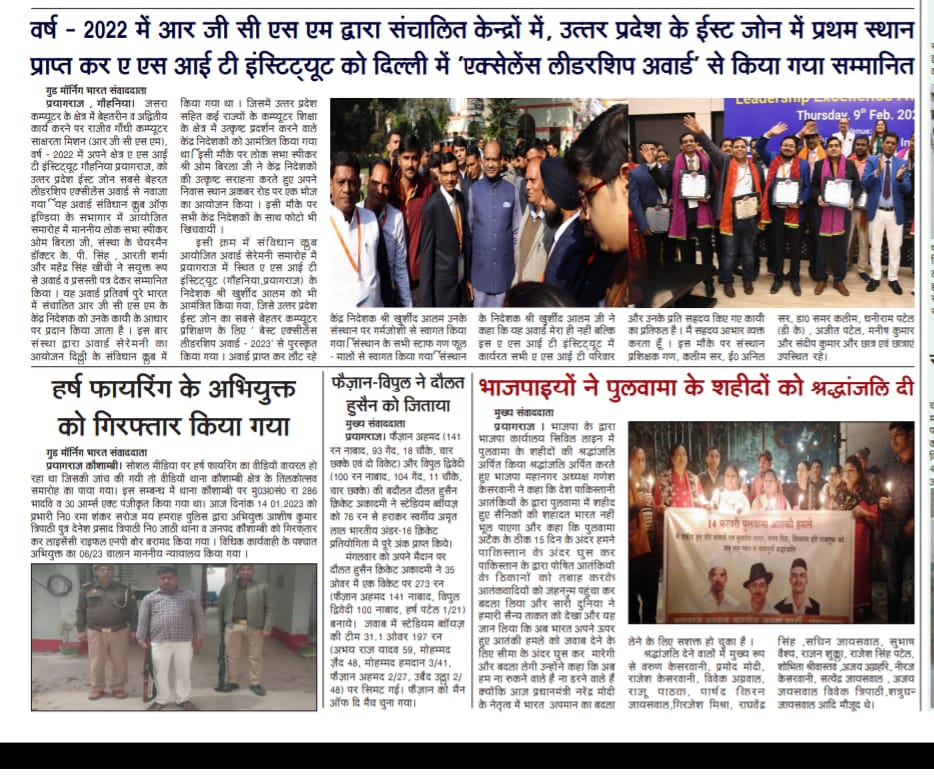 वर्ष - 2022 में आर जी सी एस एम द्वारा संचालित केन्द्रों में, उत्तर प्रदेश के ईस्ट जोन में प्रथम स्थान
प्राप्त कर ए एस आई टी इंस्टिट्यूट को दिल्ली में 'एक्सेलेंस लीडरशिप अवार्ड' से किया गया सम्मानित
गुड मॉर्निग भारत संवाददाता
प्रयागराज , गौहनिया। जसरा
कम्प्यूटर के क्षेत्र में बेहतरीन व अद्वितीय
कार्य करने पर राजीव गाँधी कम्प्यूटर
साक्षरता मिशन (आर जी सी एस एम),
वर्ष - 2022 में अपने क्षेत्र ए एस आई
टी इंस्टिट्यूट गौहनिया प्रयागराज, को
उत्तर प्रदेश ईस्ट जोन सबसे बेहतर
लीडरशिप एक्सीलेंस अवार्ड से नवाजा
गया यह अवार्ड संविधान क्लब ऑफ
इण्डिया के सभागार में आयोजित
समारोह में माननीय लोक सभा स्पीकर
ओम बिरला जी, संस्था के चेयरमैन
डॉक्टर के. पी. सिंह , आरती शर्मा
और महेंद्र सिंह खींची ने सयुक्त रूप
से अवार्ड व प्रसस्ती पत्र देकर सम्मानित
किया । यह अवार्ड प्रतिवर्ष पुरे भारत
में संचालित आर जी सी एस एम के
केंद्र निदेशक को उनके कार्यो के आधार
पर प्रदान किया जाता है । इस बार
संस्था द्वारा अवार्ड सेरेमनी का
आयोजन दिल्ली के संविधान क्लब में
किया गया था । जिसमें उत्तर प्रदेश
सहित कई राज्यों के कम्प्यूटर शिक्षा
के क्षेत्र में उत्कृष्ट प्रदर्शन करने वाले
केंद्र निदेशकों को आमंत्रित किया गया
था।इसी मौके पर लोक सभा स्पीकर
श्री ओम बिरला जी ने केंद्र निदेशकों
की उत्कृष्ट सराहना करते हुए अपने
निवास स्थान अकबर रोड पर एक भोज
का आयोजन किया । इसी मौके पर
सभी केंद्र निदेशकों के साथ फोटो भी
खिचवायी ।
इसी क्रम में संविधान क्लब
आयोजित अवार्ड सेरेमनी समारोह में
प्रयागराज में स्थित ए एस आई टी
इंस्टिट्यूट (गौहनिया,प्रयागराज) के
निदेशक श्री खुर्शीद आलम को भी
आमंत्रित किया गया, जिसे उत्तर प्रदेश
ईस्ट जोन का सबसे बेहतर कम्प्यूटर
प्रशिक्षण के लिए ' बेस्ट एक्सीलेंस
लीडरशिप अवार्ड - 2023' से पुरस्कृत
किया गया । अवार्ड प्राप्त कर लौट रहे
Leadership Excellence
Thursday, 9th Feb. 202
केंद्र निदेशक श्री खुर्शीद आलम उनके
संस्थान पर गर्मजोशी से स्वागत किया
गया संस्थान के सभी स्टाफ गण फूल
- मालों से स्वागत किया गया संस्थान
के निदेशक श्री खुर्शीद आलम जी ने
कहा कि यह अवार्ड मेरा ही नही बल्कि
इस ए एस आई टी इंस्टिट्यूट में
कार्यरत सभी ए एस आई टी परिवार
और उनके प्रति सहदय किए गए कार्यो
का प्रतिफल है । मै सहदय आभार व्यक्त
करता हूँ । इस मौके पर संस्थान
प्रशिक्षक गण, कलीम सर, ई0 अनिल
सर, डा0 समर कलीम, धनीराम पटेल
(डी के) , अजीत पटेल, मनीष कुमार
और संदीप कुमार और छात्र एवं छात्राएं
उपस्थित रहे।
हर्ष फायरिंग के अभियुक्त
को गिरफ्तार किया गया
गुड मॉर्निग भारत संवाददाता
प्रयागराज कौशाम्बी। सोशल मीडिया पर हर्ष फायरिंग का वीडियों वायरल हो
रहा था जिसकी जांच की गयी तो वीडियो थाना कौशाम्बी क्षेत्र के तिलकोत्सव
समारोह का पाया गया। इस सम्बन्ध में थाना कौशाम्बी पर मु0अ0सं0 रा 286
भादवि व 30 आर्म्स एक्ट पंजीकृत किया गया था। आज दिनांक 14 01.2023 को
प्रभारी नि0 रमा शंकर सरोज मय हमराह पुलिस द्वारा अभियुक्त आशीष कुमार
त्रिपाठी पुत्र देनेश प्रसाद त्रिपाठी नि0 जाठी थाना व जनपद कौशाम्बी को गिरफ्तार
कर लाइसेंसी राइफल एनपी बोर बरामद किया गया । विधिक कार्यवाही के पश्चात
अभियुक्त का 06/23 चालान माननीय न्यायालय किया गया ।
फैज़ान-विपुल ने दौलत
हुसैन को जिताया
मुख्य संवाददाता
प्रयागराज। फैज़ान अहमद (141
रन नाबाद, 93 गेंद, 18 चौके, चार
छक्के एवं दो विकेट) और विपुल द्विवेदी
(100 रन नाबाद, 104 गेंद, 11 चौके,
चार छक्के) की बदौलत दौलत हुसैन
क्रिकेट अकादमी ने स्टेडियम ब्वॉयज़
को 76 रन से हराकर स्वर्गीय अमृत
लाल भारतीय अंडर-16 क्रिकेट
प्रतियोगिता में पूरे अंक प्राप्त किये।
मंगलवार को अपने मैदान पर
दौलत हुसैन क्रिकेट अकादमी ने 35
ओवर में एक विकेट पर 273 रन
(फैज़ान अहमद 141 नाबाद, विपुल
द्विवेदी 100 नाबाद, हर्ष पटेल 1/21)
बनाये। जवाब में स्टेडियम ब्वॉयज़
की टीम 31.1 ओवर 197 रन
(अभय राज यादव 59, मोहम्मद
ज़ैद 48, मोहम्मद हमदान 3/41,
फैज़ान अहमद 2/27, उबैद उल्ला 2/
48) पर सिमट गई। फैज़ान को मैन
ऑफ दि मैच चुना गया।
भाजपाइयों ने पुलवामा के शहीदों को श्रद्धांजलि दी
मुख्य संवाददाता
प्रयागराज । भाजपा के द्वारा
भाजपा कार्यालय सिविल लाइन में
पुलवामा के शहीदों की श्रद्धांजलि
अर्पित किया श्रद्धांजलि अर्पित करते
हुए भाजपा महानगर अध्यक्ष गणेश
केसरवानी ने कहा कि देश पाकिस्तानी
आतंकियों के द्वारा पुलवामा में शहीद
हुए सैनिकों की शहादत भारत नहीं
भूल पाएगा और कहा कि पुलवामा
अटैक के ठीक 15 दिन के अंदर हमने
पाकिस्तान के अंदर घुस कर
पाकिस्तान के द्वारा पोषित आतंकियों
के ठिकानों को तबाह करके
आतंकवादियों को जहन्नुम पहुंचा कर
बदला लिया और सारी दुनिया ने
हमारी सैन्य ताकत को देखा और यह
जान लिया कि अब भारत अपने ऊपर
हुए आतंकी हमले को जवाब देने के
लिए सीमा के अंदर घुस कर मारेगी
और बदला लेगी उन्होंने कहा कि अब
हम ना रुकने वाले हैं ना डरने वाले हैं
क्योंकि आज प्रधानमंत्री नरेंद्र मोदी
के नेतृत्व में भारत अपमान का बदला
14 फरवरी पुलवामा आतंकी हमले
लेने के लिए सशक्त हो चुका है ।
श्रद्धांजलि देने वालों में मुख्य रूप
से वरुण केसरवानी, प्रमोद मोदी,
राजेश केसरवानी, विवेक अग्रवाल,
राजू पाठक, पार्षद किरन
जायसवाल,गिरजेश मिश्रा, राघवेंद्र
सिंह ,सचिन जायसवाल, सुभाष
वैश्य, राजन शुक्ला, राजेश सिंह पटेल,
शोभिता श्रीवास्तव ,अजय अग्रहरि, नीरज
केसरवानी, सत्येंद्र जायसवाल , अजय
जायसवाल विवेक त्रिपाठी,शत्रुघ्न
जायसवाल आदि मौजूद थे।